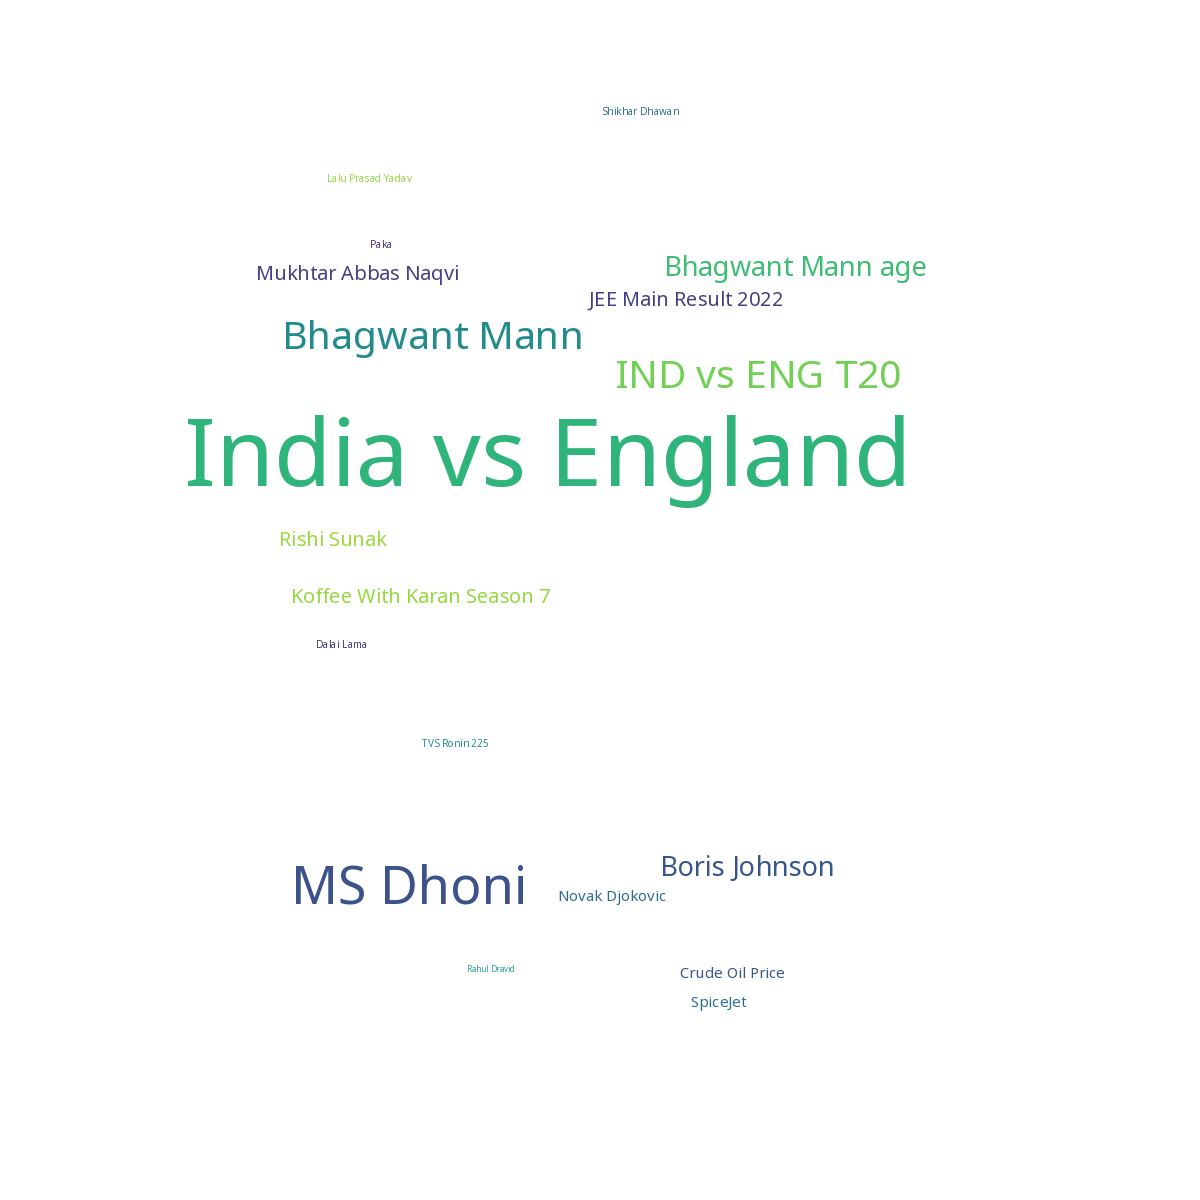 Shikhar Dhawan
Lalu Prasad Yadav
Paka
Bhagwant Mann age
Mukhtar Abbas Naqvi
JEE Main Result 2022
Bhagwant Mann
IND vs ENG T20
India vs England
Rishi Sunak
Koffee With Karan Season 7
Dalai Lama
TVS Ronin 225
Boris Johnson
MS Dhoni
Novak Djokovic
Rahul Dravid
Crude Oil Price
SpiceJet